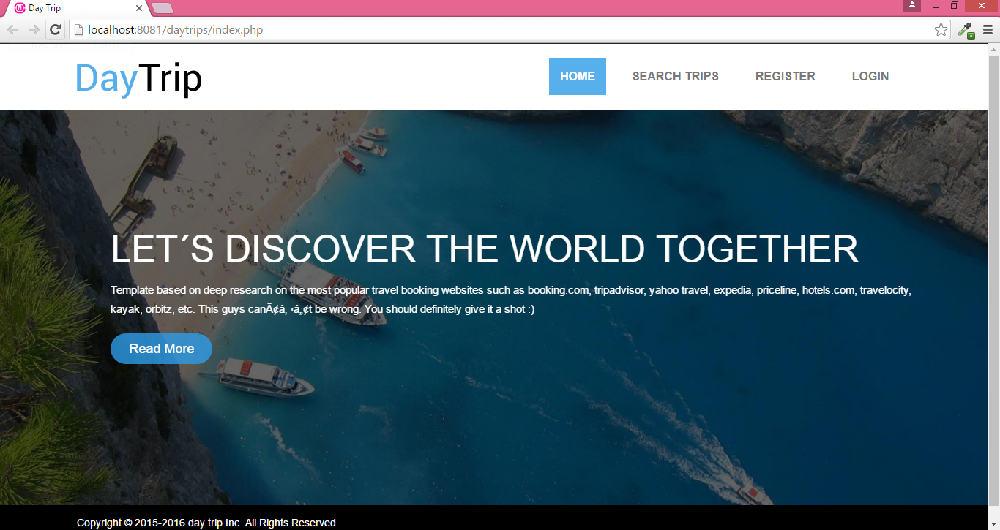 Day Trip
localhost:8081/daytrips/index.php
DayTrip
HOME
SEARCH TRIPS
REGISTER
LOGIN
LET´S DISCOVER THE WORLD TOGETHER
Template based on deep research on the most popular travel booking websites such as booking.com, tripadvisor, yahoo travel, expedia, priceline, hotels.com, travelocity,
kayak, orbitz, etc. This guys canÃ¢â‚¬â„¢t be wrong. You should definitely give it a shot :)
Read More
Copyright © 2015-2016 day trip Inc. All Rights Reserved